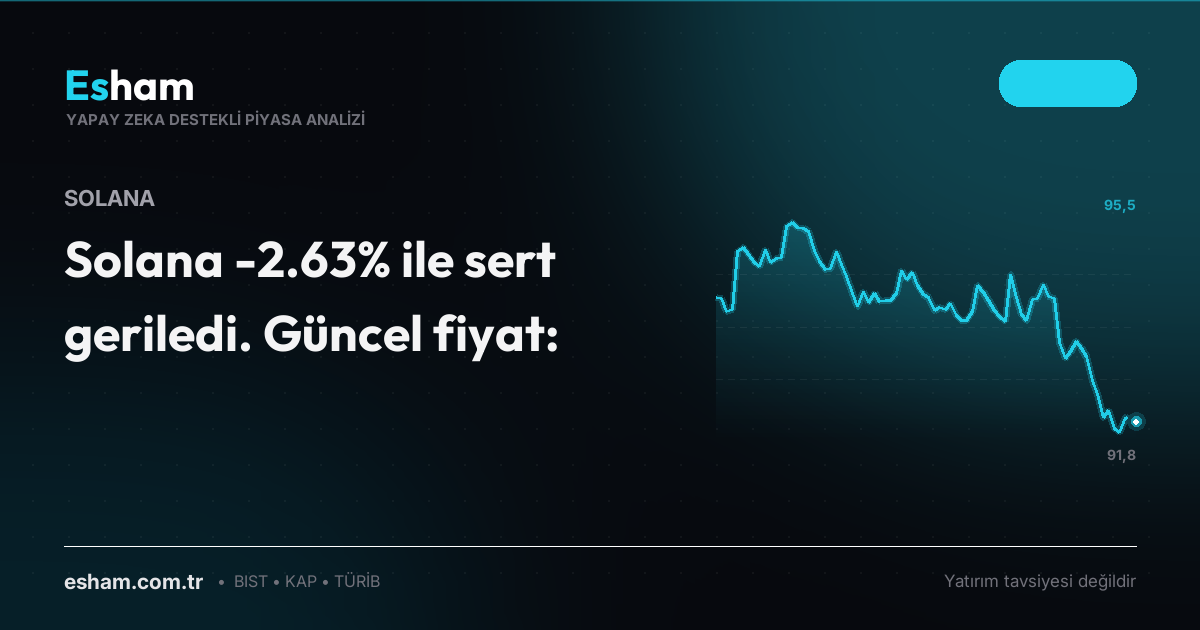 Esham
YAPAY ZEKA DESTEKLİ PİYASA ANALİZİ
SOLANA
Solana -2.63% ile sert
geriledi. Güncel fiyat:
95,5
91,8
esham.com.tr • BIST • KAP • TÜRİB
Yatırım tavsiyesi değildir